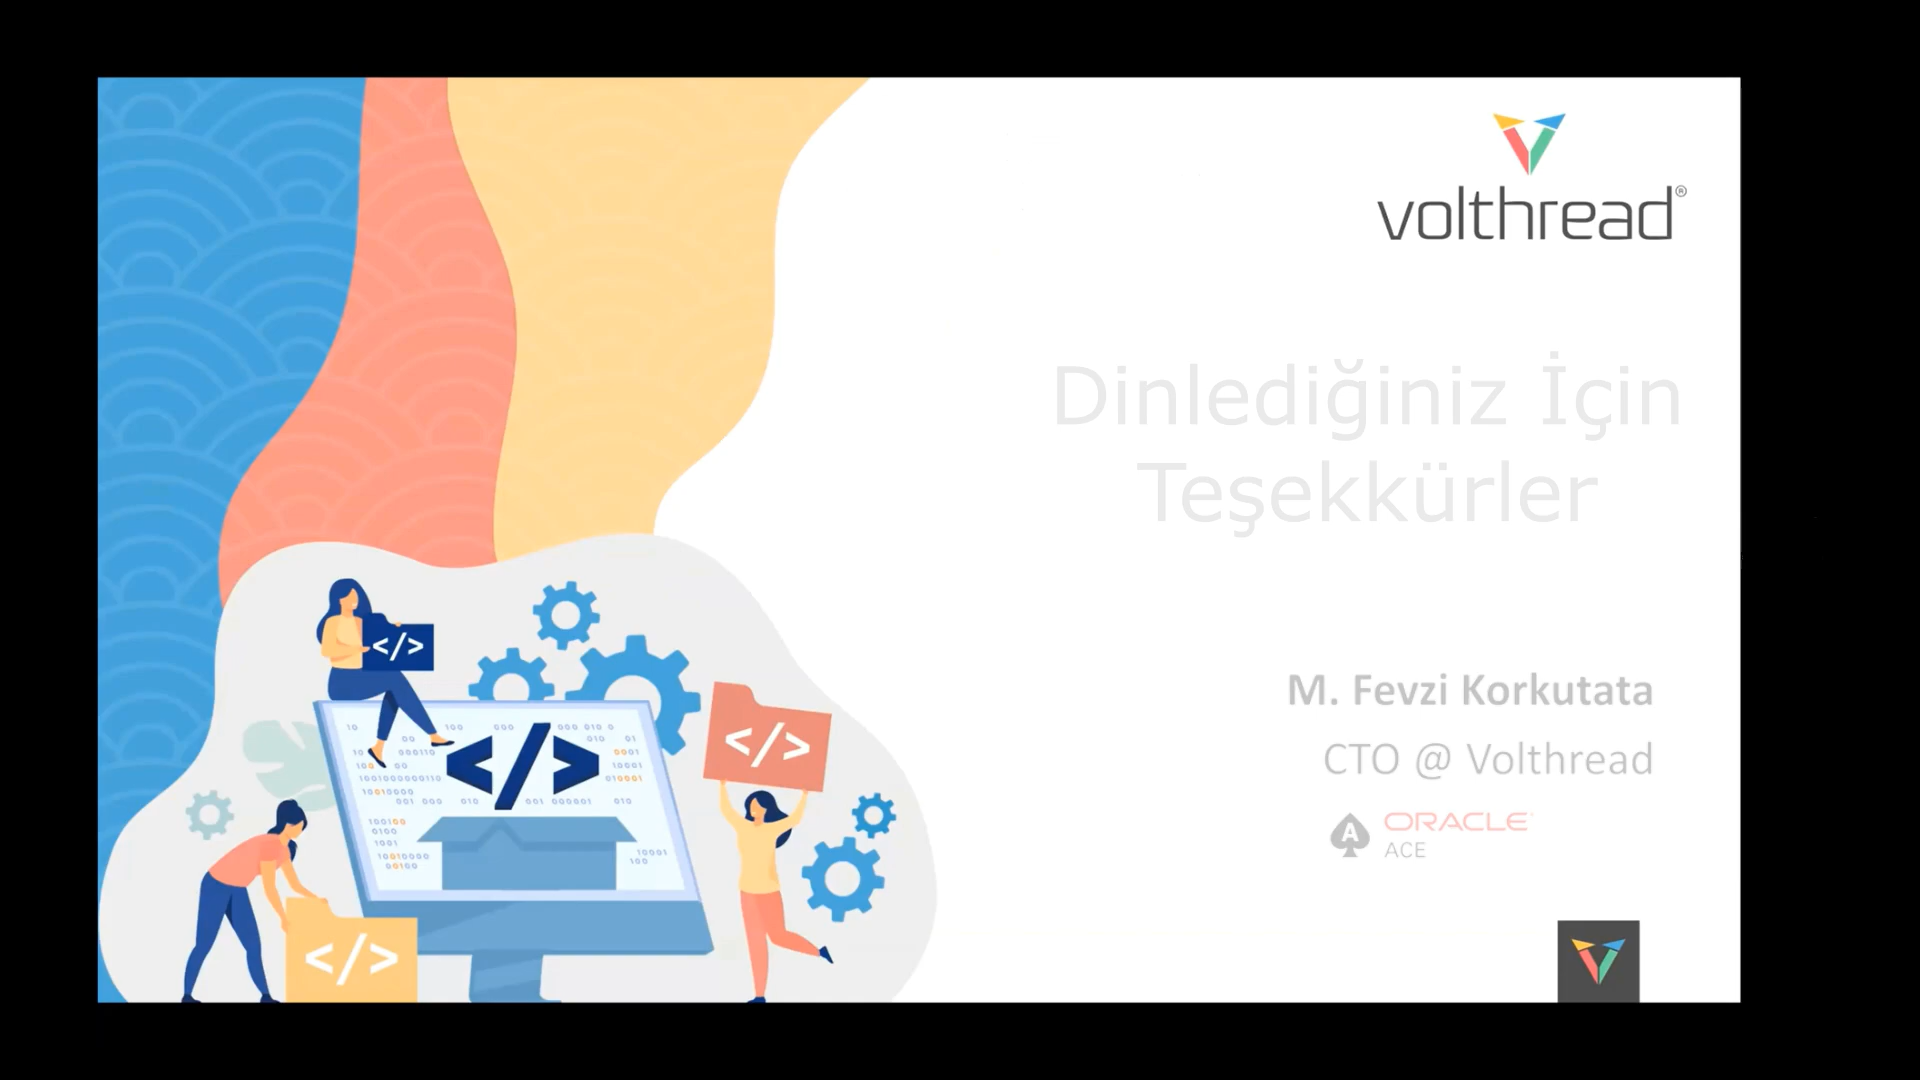 volthread®
Dinlediğiniz İçin
Teşekkürler
M. Fevzi Korkutata
CTO @ Volthread
A
ORACLE
ACE
</>
</>
</>
</>